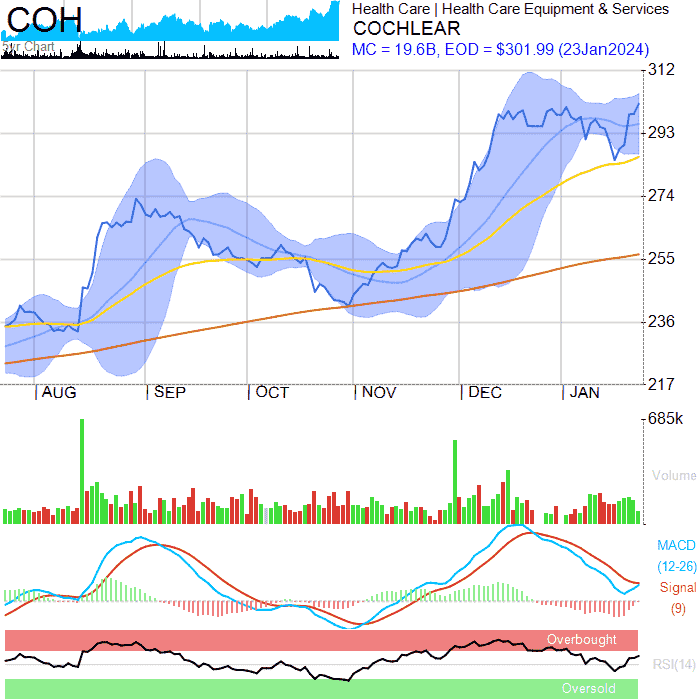 COH
5yr Chart
Health Care | Health Care Equipment & Services
COCHLEAR
MC = 19.6B, EOD = $301.99 (23Jan2024)
312
293
274
255
236
217
AUG
SEP
OCT
NOV
DEC
JAN
685k
Volume
MACD
(12-26)
Signal
(9)
Overbought
RSI(14)
Oversold